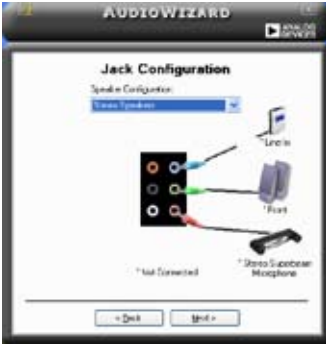 AUDIOWIZARD
ANALOG
DEVICES
Jack Configuration
Speaker Configuration:
Stereo Speakers
* Line In
* Front
* Not Connected
* Stereo Superbeam
Microphone
< Back
Next >